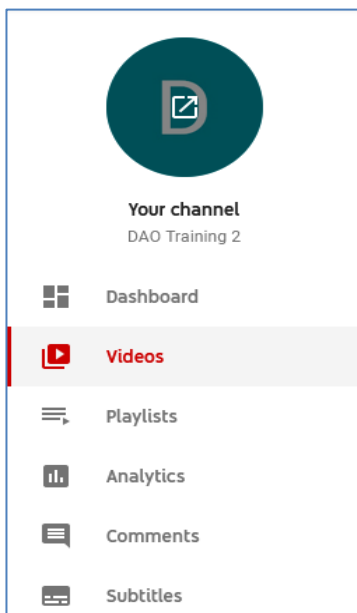 D
Your channel
DAO Training 2
Dashboard
Videos
Playlists
Analytics
Comments
Subtitles